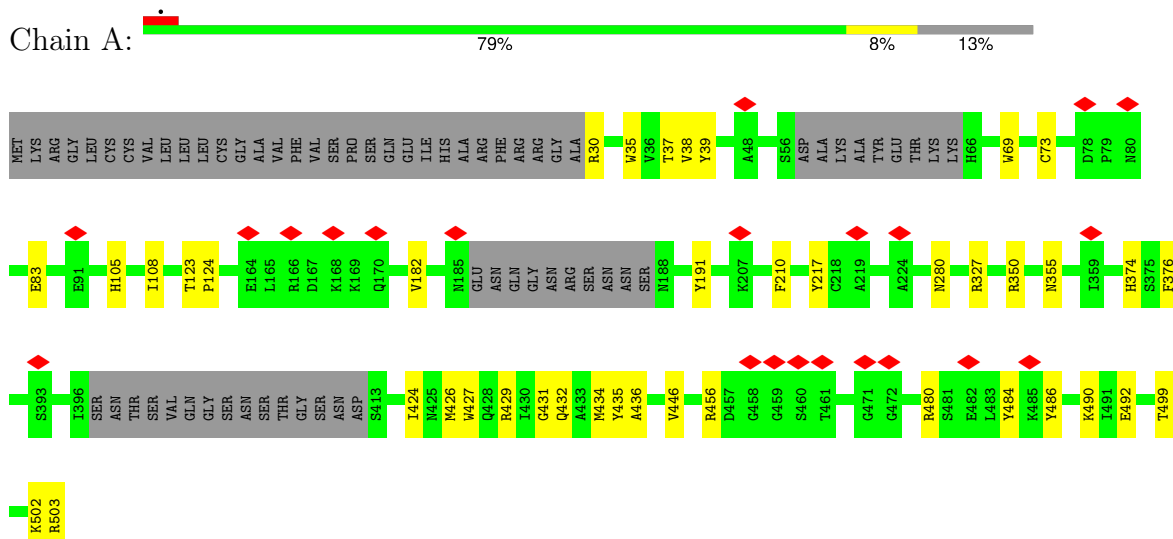 Chain A:
79% 8% 13%
MET LYS ARG GLY LEU CYS CYS VAL LEU LEU LEU CYS GLY ALA VAL PHE VAL SER PRO SER GLN GLU ILE HIS ALA ARG PHE ARG ARG GLY ALA R30 W35 V36 T37 V38 Y39 A48 S56 ASP ALA LYS ALA TYR GLU THR LYS LYS H66 W69 C73 D78 P79 N80
E83 E91 H105 I108 T123 P124 E164 L165 R166 D167 K168 K169 Q170 V182 N185 GLU ASN GLN GLY ASN ARG SER ASN ASN SER N188 Y191 K207 F210 Y217 C218 A219 A224 N280 R327 R350 N355 I359 H374 S375 F376
S393 I396 SER ASN THR SER VAL GLN GLY SER ASN SER THR GLY SER ASN ASP S413 I424 N425 M426 W427 Q428 R429 I430 G431 Q432 A433 M434 Y435 A436 V446 R456 D457 G458 G459 S460 T461 G471 G472 R480 S481 E482 L483 Y484 K485 Y486 K490 I491 E492 T499
K502 R503